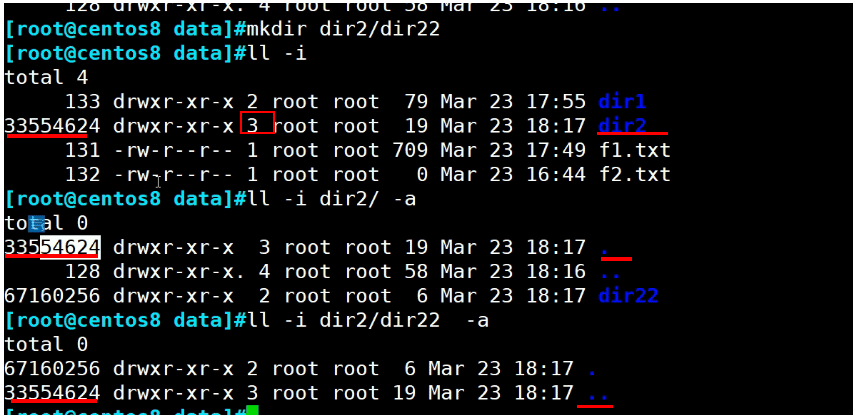 128 drwxr-xr-x. 4 root root 58 Mar 23 18:16 ..
[root@centos8 data]#mkdir dir2/dir22
[root@centos8 data]#ll -i
total 4
133 drwxr-xr-x 2 root root 79 Mar 23 17:55 dir1
33554624 drwxr-xr-x 3 root root 19 Mar 23 18:17 dir2
131 -rw-r--r-- 1 root root 709 Mar 23 17:49 f1.txt
132 -rw-r--r-- 1 root root 0 Mar 23 16:44 f2.txt
[root@centos8 data]#ll -i dir2/ -a
total 0
33554624 drwxr-xr-x 3 root root 19 Mar 23 18:17 .
128 drwxr-xr-x. 4 root root 58 Mar 23 18:16 ..
67160256 drwxr-xr-x 2 root root 6 Mar 23 18:17 dir22
[root@centos8 data]#ll -i dir2/dir22 -a
total 0
67160256 drwxr-xr-x 2 root root 6 Mar 23 18:17 .
33554624 drwxr-xr-x 3 root root 19 Mar 23 18:17 ..
[root@centos8 data]#